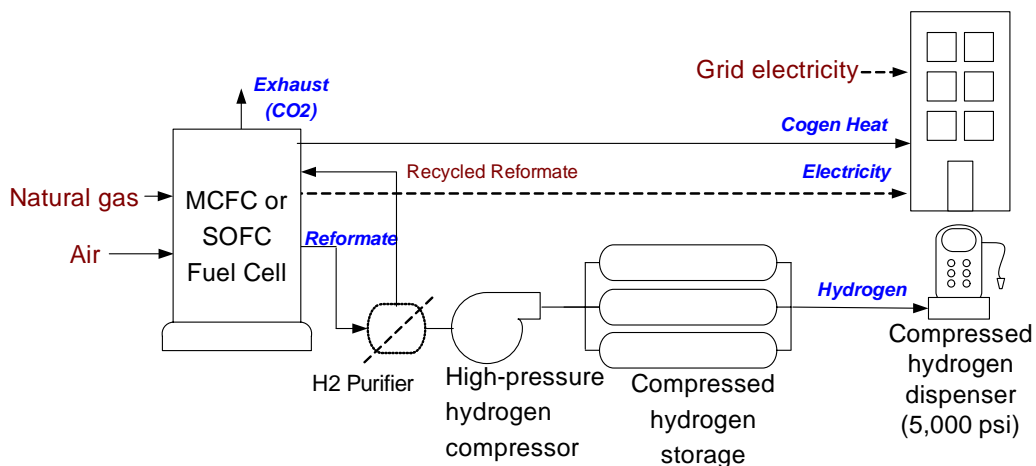 Exhaust
(CO2)
Grid electricity
Cogen Heat
Recycled Reformate
Electricity
Natural gas
MCFC or
SOFC
Fuel Cell
Reformate
Air
Hydrogen
H2 Purifier
High-pressure
hydrogen
compressor
Compressed
hydrogen
storage
Compressed
hydrogen
dispenser
(5,000 psi)